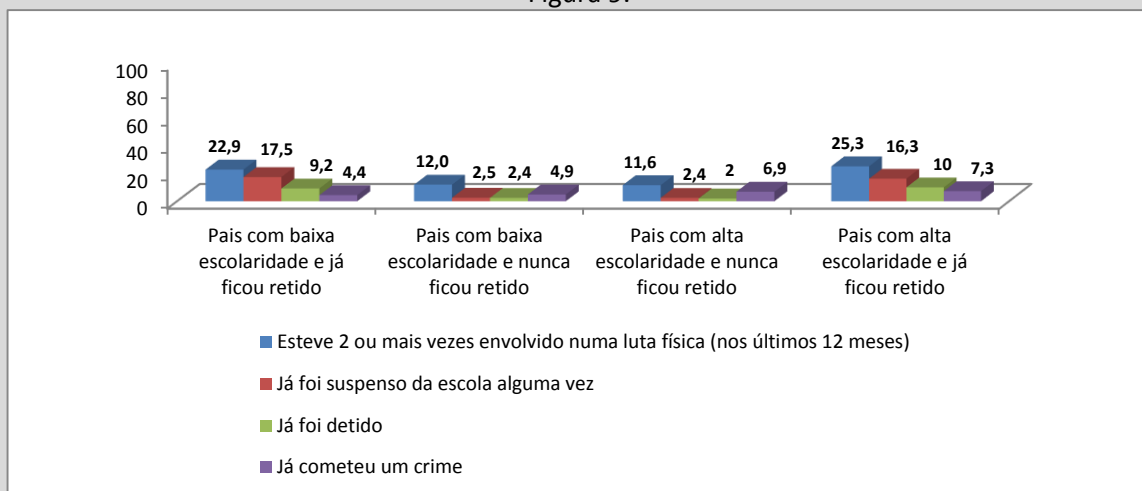 100
80
60
40
20
0
22,9 17,5 9,2 4,4 12,0 2,5 2,4 4,9 11,6 2,4 2 6,9 25,3 16,3 10 7,3
Pais com baixa escolaridade e já ficou retido
Pais com baixa escolaridade e nunca ficou retido
Pais com alta escolaridade e nunca ficou retido
Pais com alta escolaridade e já ficou retido
Esteve 2 ou mais vezes envolvido numa luta física (nos últimos 12 meses)
Já foi suspenso da escola alguma vez
Já foi detido
Já cometeu um crime